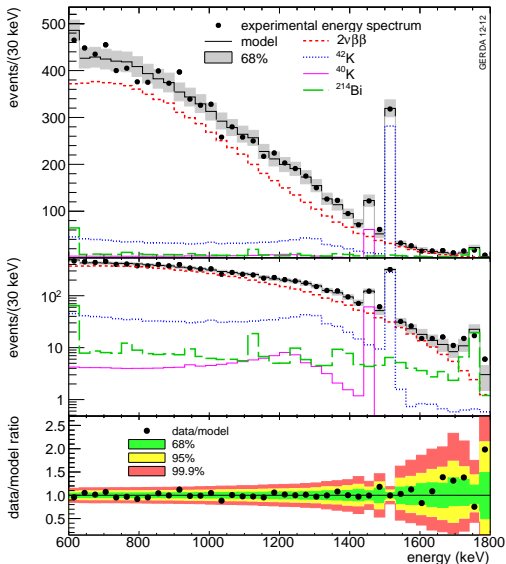 events/(30 keV)
500
400
300
200
100
experimental energy spectrum
model
68%
2νββ
⁴²K
⁴⁰K
²¹⁴Bi
GERDA 12-12
events/(30 keV)
10²
10
1
data/model ratio
2.5
2.0
1.5
1.0
0.5
data/model
68%
95%
99.9%
600 800 1000 1200 1400 1600 1800
energy (keV)